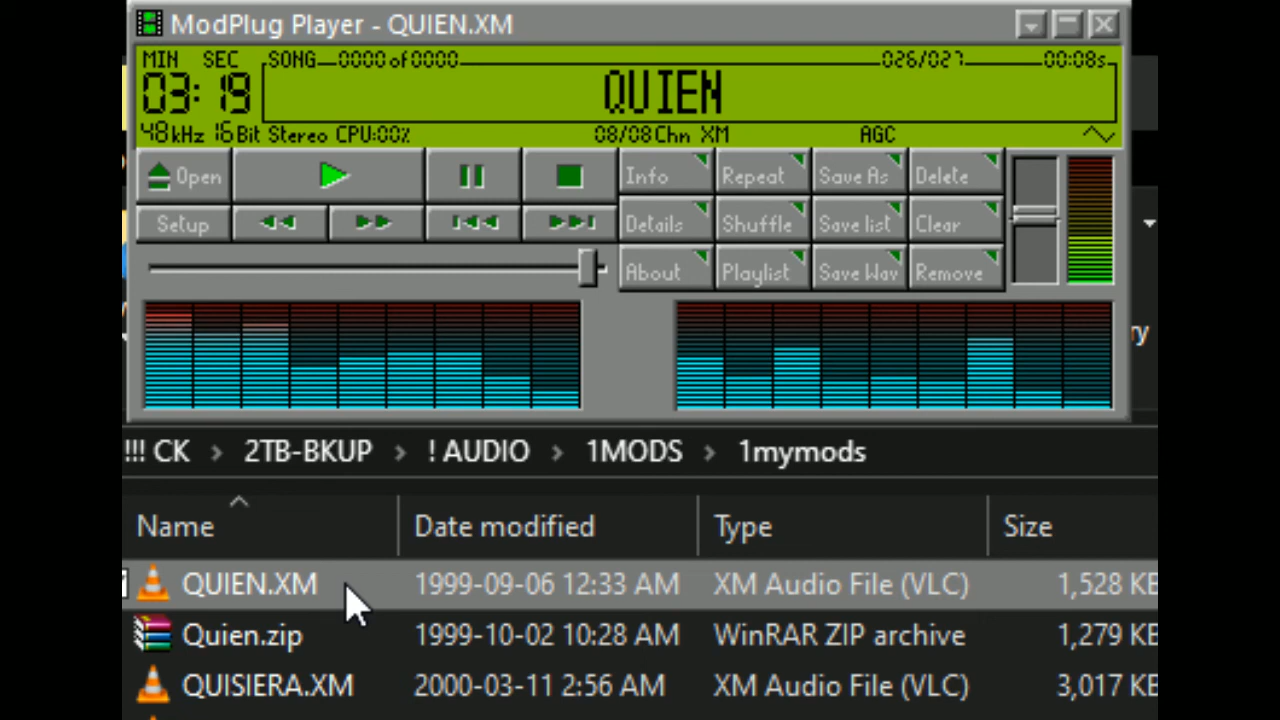 ModPlug Player - QUIEN.XM
MIN SEC SONG 0000 of 0000 026/027 00:08s
03:19 QUIEN
48kHz 16Bit Stereo CPU:00% 08/08Chn XM AGC
Open Info Repeat Save As Delete
Setup Details Shuffle Save list Clear
About Playlist Save Wav Remove
ry
!!! CK > 2TB-BKUP > ! AUDIO > 1MODS > 1mymods
Name Date modified Type Size
QUIEN.XM 1999-09-06 12:33 AM XM Audio File (VLC) 1,528 KB
Quien.zip 1999-10-02 10:28 AM WinRAR ZIP archive 1,279 KB
QUISIERA.XM 2000-03-11 2:56 AM XM Audio File (VLC) 3,017 KB